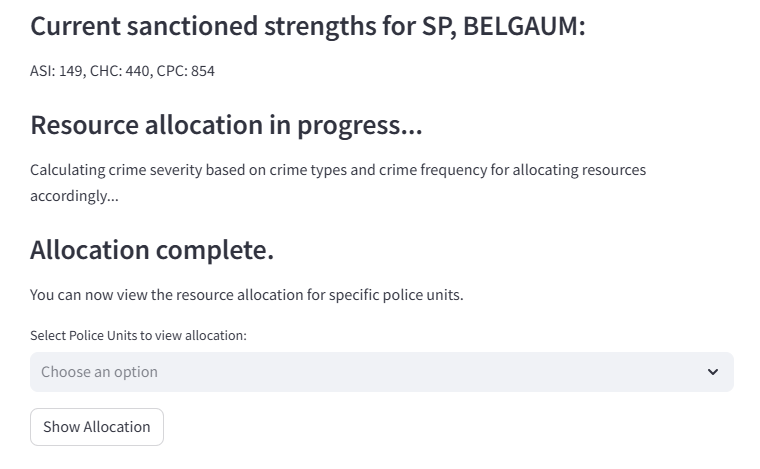 Current sanctioned strengths for SP, BELGAUM:
ASI: 149, CHC: 440, CPC: 854
Resource allocation in progress...
Calculating crime severity based on crime types and crime frequency for allocating resources
accordingly...
Allocation complete.
You can now view the resource allocation for specific police units.
Select Police Units to view allocation:
Choose an option
Show Allocation